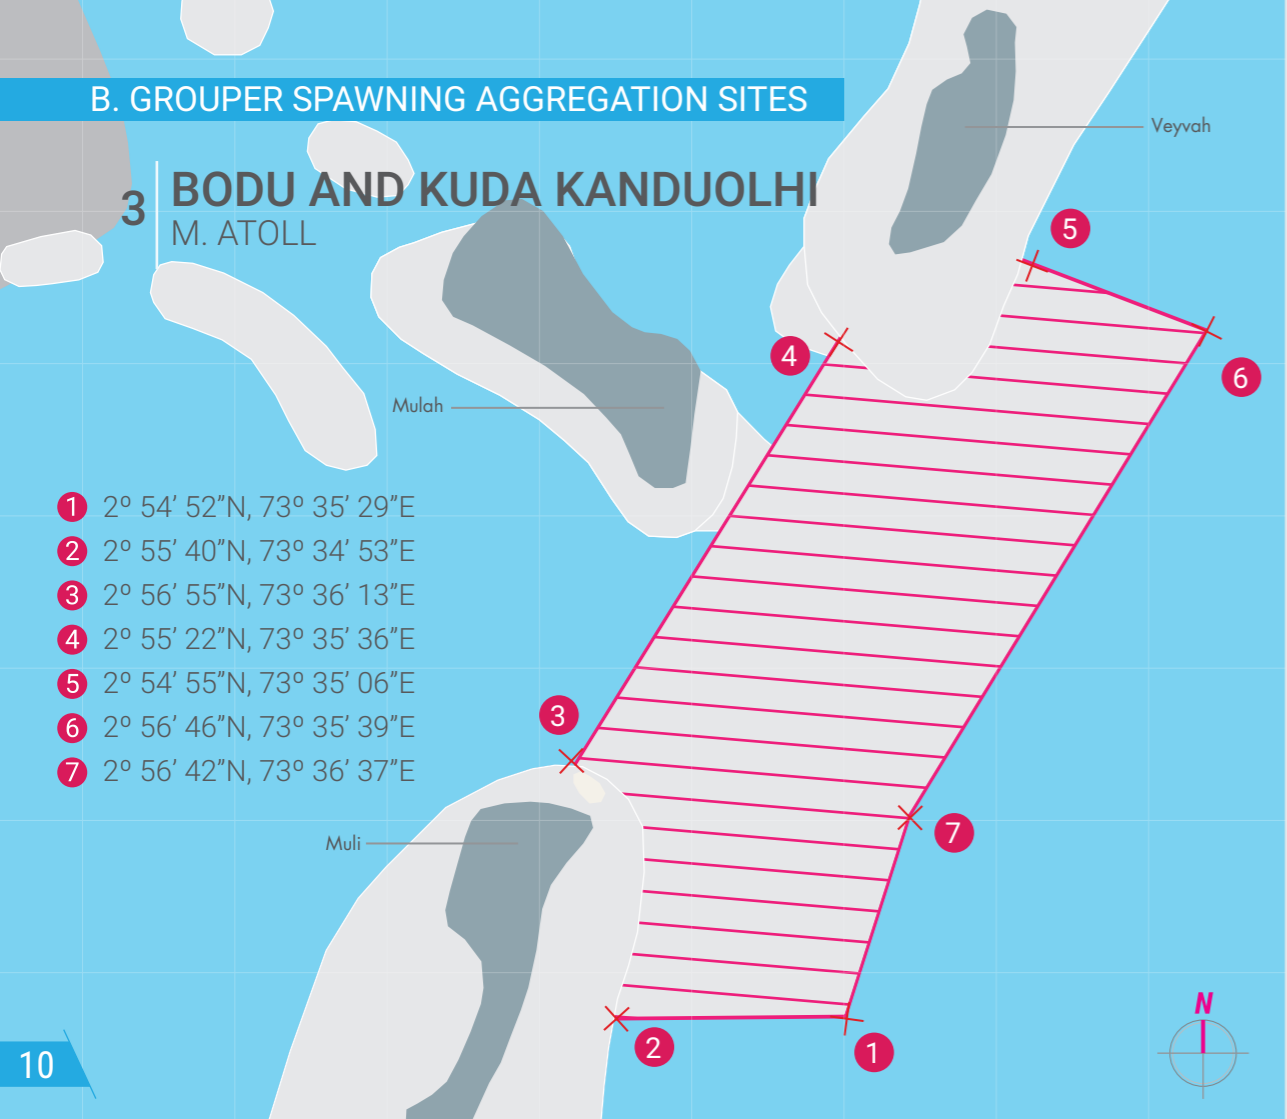 B. GROUPER SPAWNING AGGREGATION SITES
Veyvah
3
BODU AND KUDA KANDUOLHI
M. ATOLL
5
4
6
Mulah
1 2º 54’ 52’’N, 73º 35’ 29’’E
2 2º 55’ 40’’N, 73º 34’ 53’’E
3 2º 56’ 55’’N, 73º 36’ 13’’E
4 2º 55’ 22’’N, 73º 35’ 36’’E
5 2º 54’ 55’’N, 73º 35’ 06’’E
6 2º 56’ 46’’N, 73º 35’ 39’’E
7 2º 56’ 42’’N, 73º 36’ 37’’E
3
7
Muli
N
2
1
10